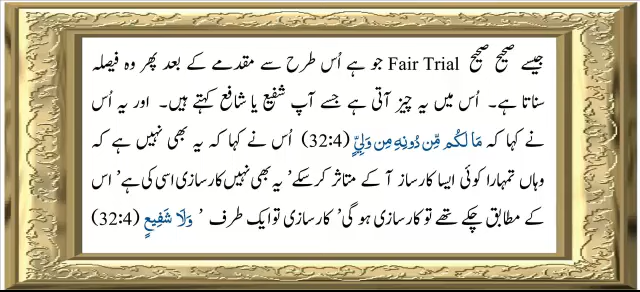 جیسے صحیح صحیح Fair Trial جو ہے اُس طرح سے مقدمے کے بعد پھر وہ فیصلہ
سناتا ہے۔ اُس میں یہ چیز آتی ہے جسے آپ شفیع یا شافع کہتے ہیں۔ اور یہ اُس
نے کہا کہ مَا لَكُم مِّن دُونِهِ مِن وَلِيٍّ (32:4) اُس نے کہا کہ یہ بھی نہیں ہے کہ
وہاں تمہارا کوئی ایسا کارساز آ کے متاثر کرسکے’ یہ بھی نہیں کارسازی اسی کی ہے’ اس
کے مطابق چکے تھے تو کارسازی ہو گی’ کارسازی تو ایک طرف ’ وَلَا شَفِيعٍ (32:4)